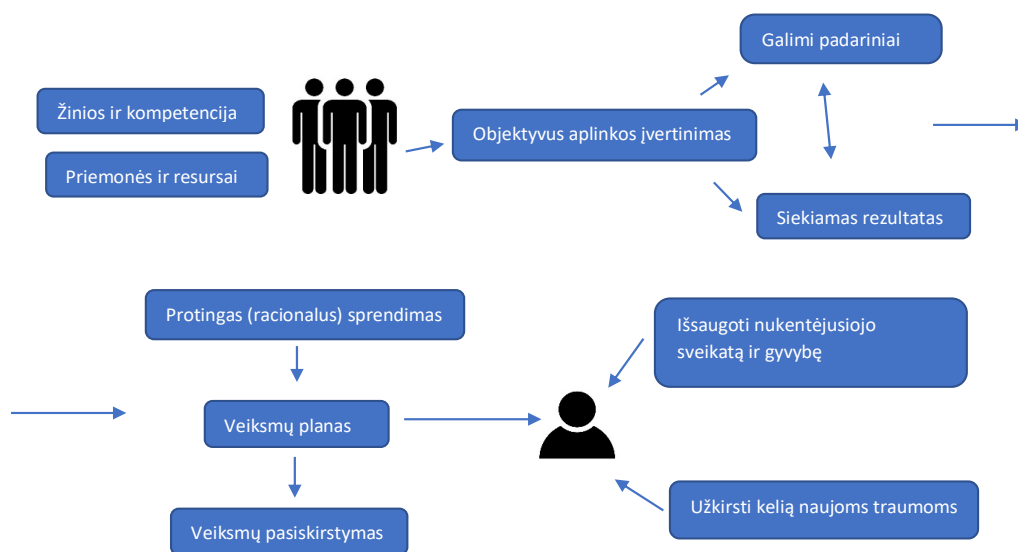 Žinios ir kompetencija
Priemonės ir resursai
Objektyvus aplinkos įvertinimas
Galimi padariniai
Siekiamas rezultatas
Protingas (racionalus) sprendimas
Veiksmų planas
Veiksmų pasiskirstymas
Išsaugoti nukentėjusiojo
sveikatą ir gyvybę
Užkirsti kelią naujoms traumoms